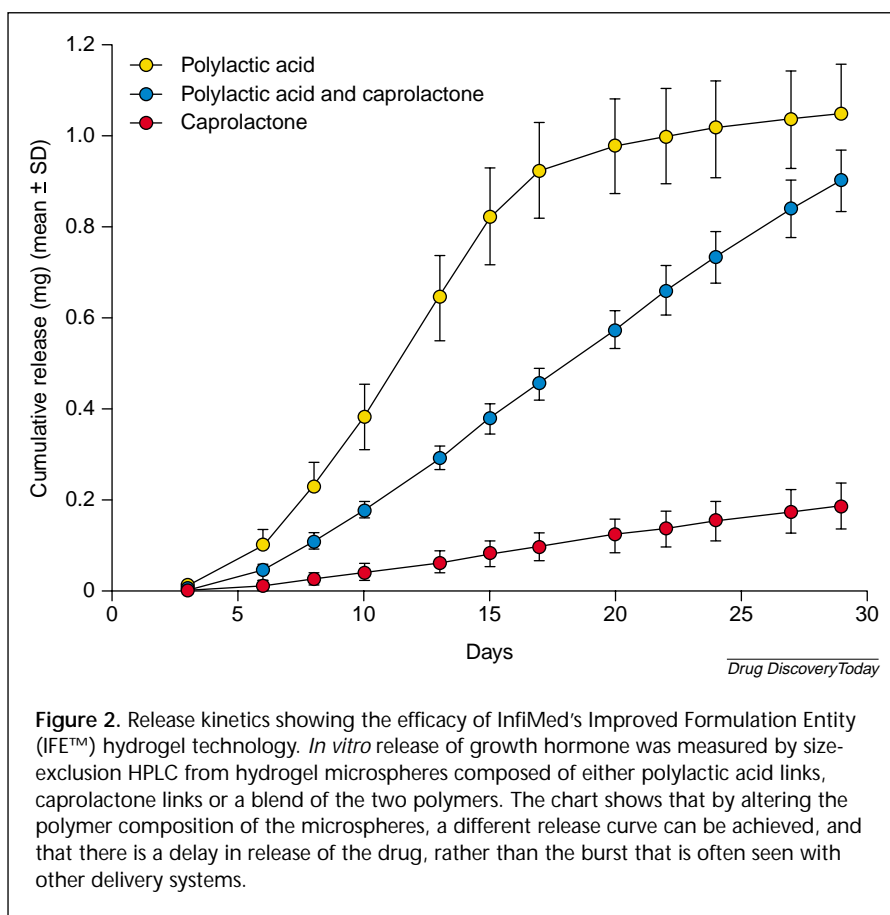 1.2
1.0
0.8
0.6
0.4
0.2
0
Cumulative release (mg) (mean ± SD)
Polylactic acid
Polylactic acid and caprolactone
Caprolactone
0 5 10 15 20 25 30
Days
Drug DiscoveryToday
Figure 2. Release kinetics showing the efficacy of InfiMed's Improved Formulation Entity
(IFE™) hydrogel technology. In vitro release of growth hormone was measured by size-
exclusion HPLC from hydrogel microspheres composed of either polylactic acid links,
caprolactone links or a blend of the two polymers. The chart shows that by altering the
polymer composition of the microspheres, a different release curve can be achieved, and
that there is a delay in release of the drug, rather than the burst that is often seen with
other delivery systems.